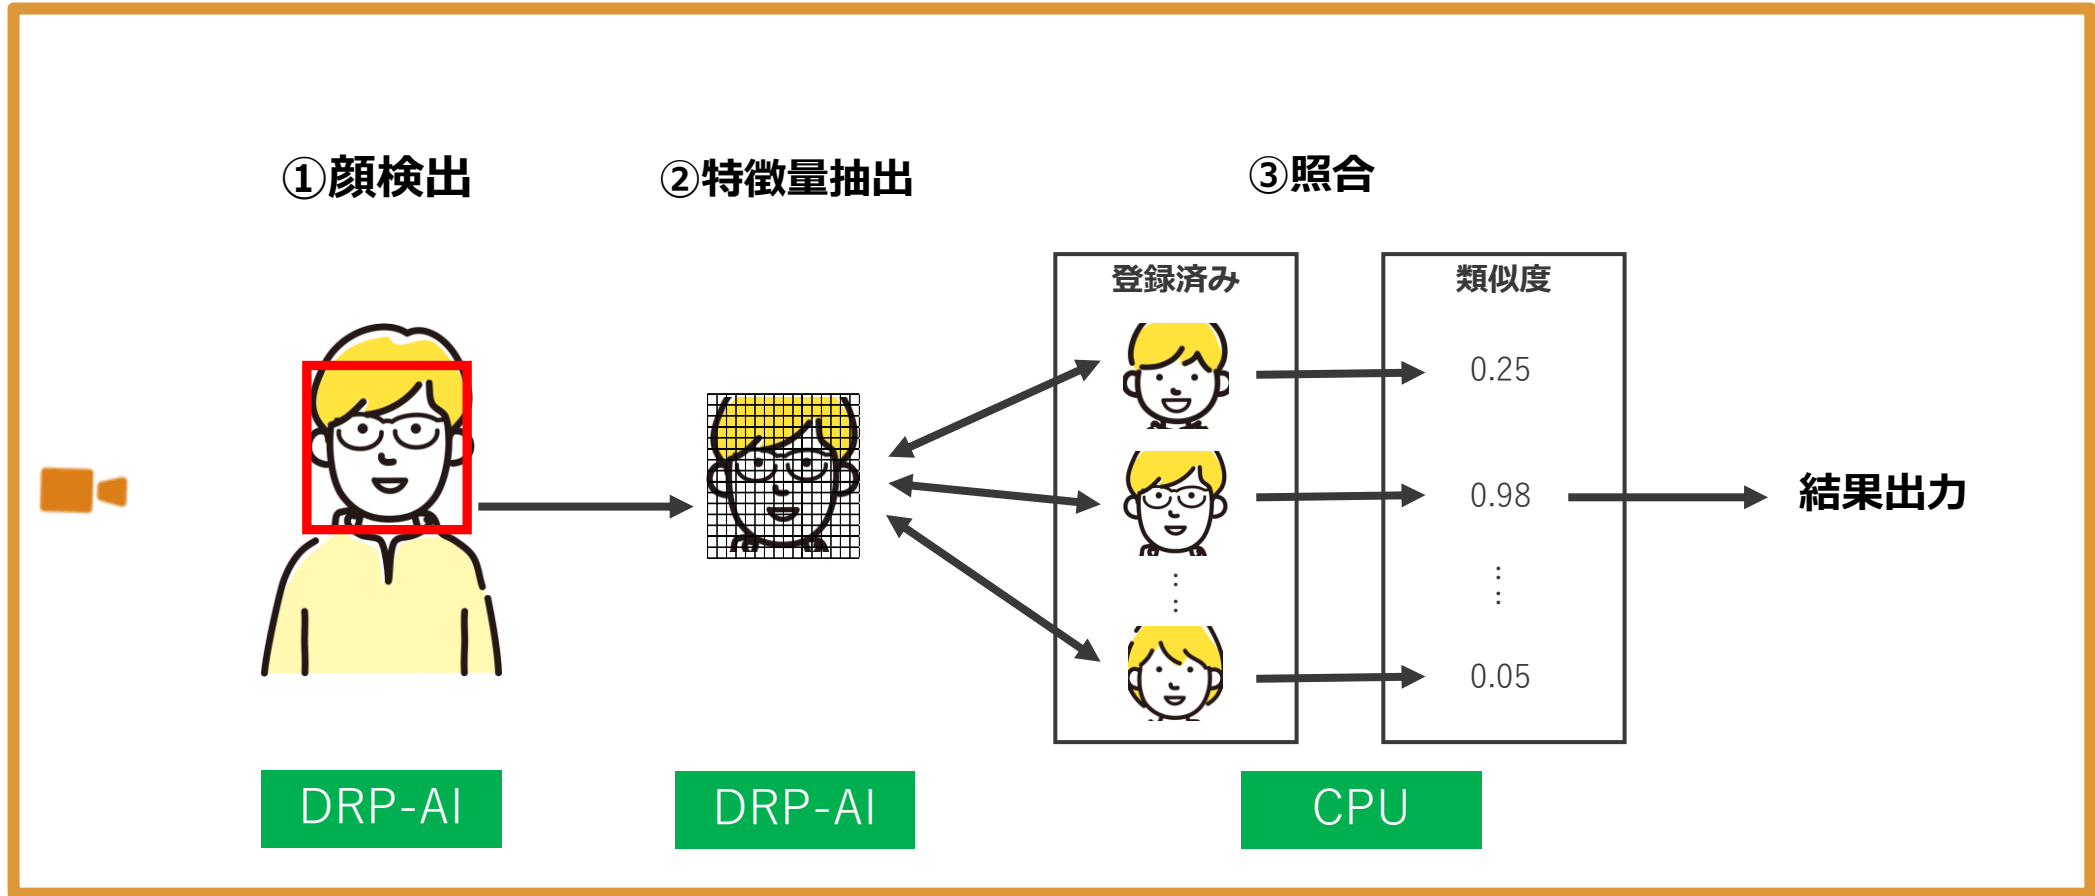 ①顔検出
②特徴量抽出
③照合
登録済み
類似度
0.25
0.98
⋮
⋮
0.05
結果出力
DRP-AI
DRP-AI
CPU